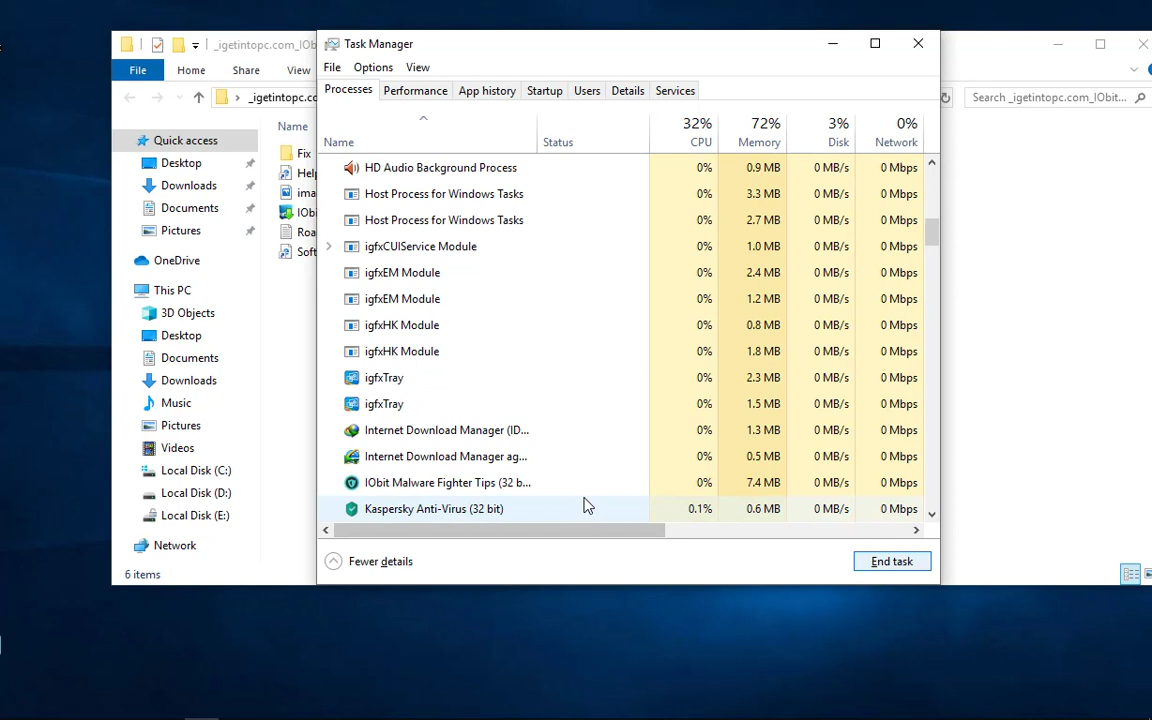 _igetintopc.com_IOb
File Home Share View
_igetintopc.co
Search _igetintopc.com_IObit...
Quick access
Desktop
Downloads
Documents
Pictures
OneDrive
This PC
3D Objects
Desktop
Documents
Downloads
Music
Pictures
Videos
Local Disk (C:)
Local Disk (D:)
Local Disk (E:)
Network
6 items
Name
Fix
Help
ima
IObi
Roa
Soft
Task Manager
File Options View
Processes Performance App history Startup Users Details Services
32% 72% 3% 0%
Name Status CPU Memory Disk Network
HD Audio Background Process 0% 0.9 MB 0 MB/s 0 Mbps
Host Process for Windows Tasks 0% 3.3 MB 0 MB/s 0 Mbps
Host Process for Windows Tasks 0% 2.7 MB 0 MB/s 0 Mbps
igfxCUIService Module 0% 1.0 MB 0 MB/s 0 Mbps
igfxEM Module 0% 2.4 MB 0 MB/s 0 Mbps
igfxEM Module 0% 1.2 MB 0 MB/s 0 Mbps
igfxHK Module 0% 0.8 MB 0 MB/s 0 Mbps
igfxHK Module 0% 1.8 MB 0 MB/s 0 Mbps
igfxTray 0% 2.3 MB 0 MB/s 0 Mbps
igfxTray 0% 1.5 MB 0 MB/s 0 Mbps
Internet Download Manager (ID... 0% 1.3 MB 0 MB/s 0 Mbps
Internet Download Manager ag... 0% 0.5 MB 0 MB/s 0 Mbps
IObit Malware Fighter Tips (32 b... 0% 7.4 MB 0 MB/s 0 Mbps
Kaspersky Anti-Virus (32 bit) 0.1% 0.6 MB 0 MB/s 0 Mbps
Fewer details
End task